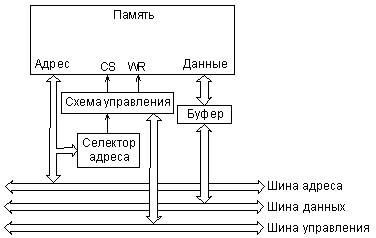 Память
Адрес CS WR Данные
Схема управления
Буфер
Селектор
адреса
Шина адреса
Шина данных
Шина управления